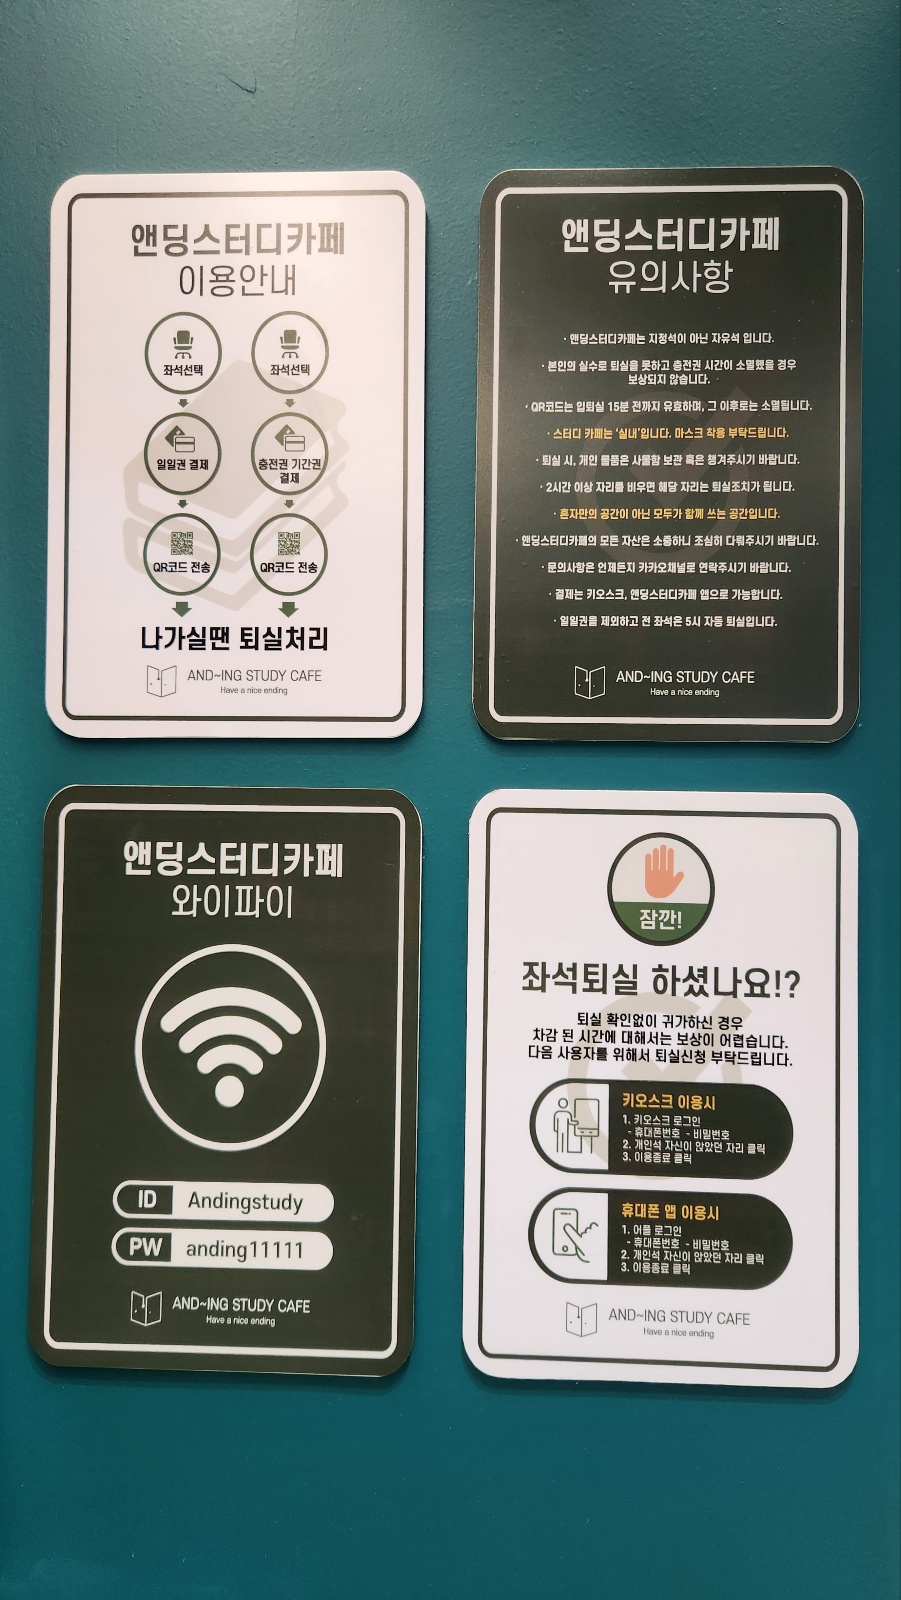 앤딩스터디카페
이용안내
좌석선택
좌석선택
일일권 결제
충전권 기간권
결제
QR코드 전송
QR코드 전송
나가실땐 퇴실처리
AND~ING STUDY CAFE
Have a nice ending
앤딩스터디카페
유의사항
· 앤딩스터디카페는 지정석이 아닌 자유석 입니다.
· 본인의 실수로 퇴실을 못하고 충전권 시간이 소멸했을 경우
보상되지 않습니다.
· QR코드는 입퇴실 15분 전까지 유효하며, 그 이후로는 소멸됩니다.
· 스터디 카페는 '실내'입니다. 마스크 착용 부탁드립니다.
· 퇴실 시, 개인 물품은 사물함 보관 혹은 챙겨주시기 바랍니다.
· 2시간 이상 자리를 비우면 해당 자리는 퇴실조치가 됩니다.
· 혼자만의 공간이 아닌 모두가 함께 쓰는 공간입니다.
· 앤딩스터디카페의 모든 자산은 소중하니 조심히 다뤄주시기 바랍니다.
· 문의사항은 언제든지 카카오채널로 연락주시기 바랍니다.
· 결제는 키오스크, 앤딩스터디카페 앱으로 가능합니다.
· 일일권을 제외하고 전 좌석은 5시 자동 퇴실입니다.
AND~ING STUDY CAFE
Have a nice ending
앤딩스터디카페
와이파이
ID Andingstudy
PW anding11111
AND~ING STUDY CAFE
Have a nice ending
잠깐!
좌석퇴실 하셨나요!?
퇴실 확인없이 귀가하신 경우
차감 된 시간에 대해서는 보상이 어렵습니다.
다음 사용자를 위해서 퇴실신청 부탁드립니다.
키오스크 이용시
1. 키오스크 로그인
- 휴대폰번호 - 비밀번호
2. 개인석 자신이 앉았던 자리 클릭
3. 이용종료 클릭
휴대폰 앱 이용시
1. 어플 로그인
- 휴대폰번호 - 비밀번호
2. 개인석 자신이 앉았던 자리 클릭
3. 이용종료 클릭
AND~ING STUDY CAFE
Have a nice ending